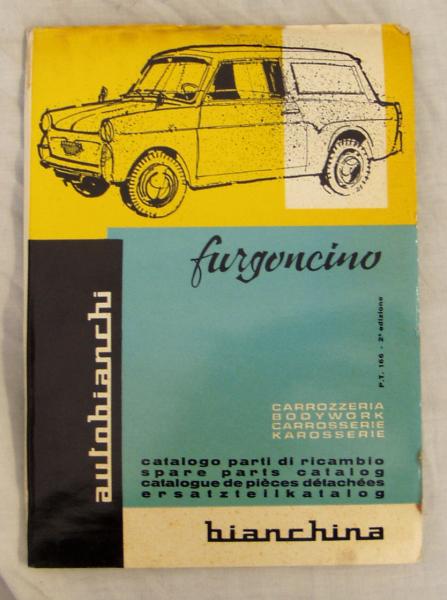 furgoncino
autobianchi
P.T. 166 - 2ª edizione
CARROZZERIA
BODYWORK
CARROSSERIE
KAROSSERIE
catalogo parti di ricambio
spare parts catalog
catalogue de pièces détachées
ersatzteilkatalog
bianchina